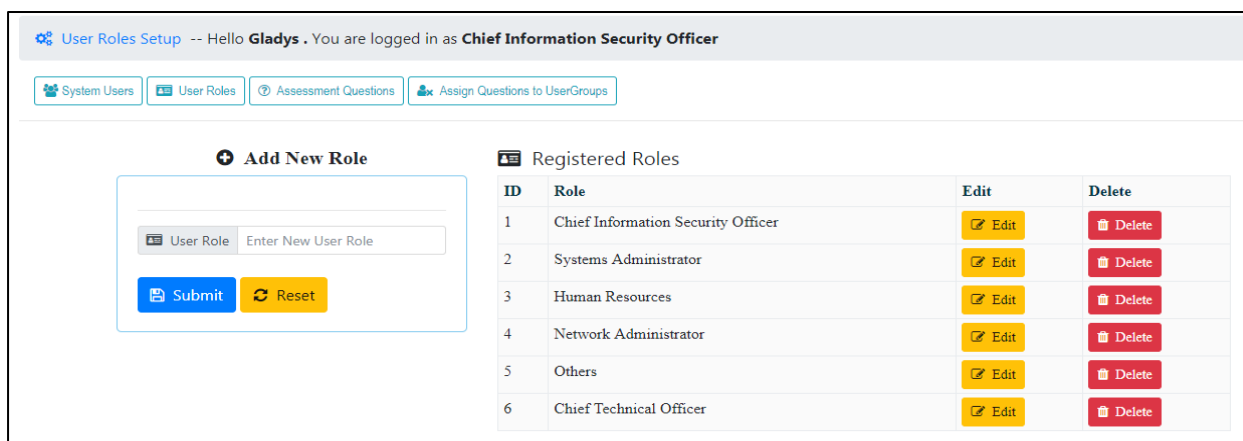 User Roles Setup -- Hello Gladys . You are logged in as Chief Information Security Officer
System Users User Roles Assessment Questions Assign Questions to UserGroups
Add New Role
User Role Enter New User Role
Submit Reset
Registered Roles
ID Role Edit Delete
1 Chief Information Security Officer Edit Delete
2 Systems Administrator Edit Delete
3 Human Resources Edit Delete
4 Network Administrator Edit Delete
5 Others Edit Delete
6 Chief Technical Officer Edit Delete